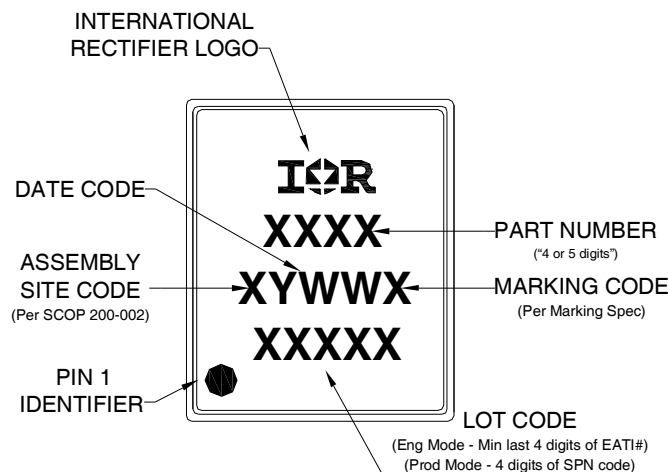 INTERNATIONAL
RECTIFIER LOGO
IOR
DATE CODE
XXXX
PART NUMBER
(“4 or 5 digits”)
ASSEMBLY
SITE CODE
(Per SCOP 200-002)
XYWWX
MARKING CODE
(Per Marking Spec)
XXXXX
PIN 1
IDENTIFIER
LOT CODE
(Eng Mode - Min last 4 digits of EATI#)
(Prod Mode - 4 digits of SPN code)